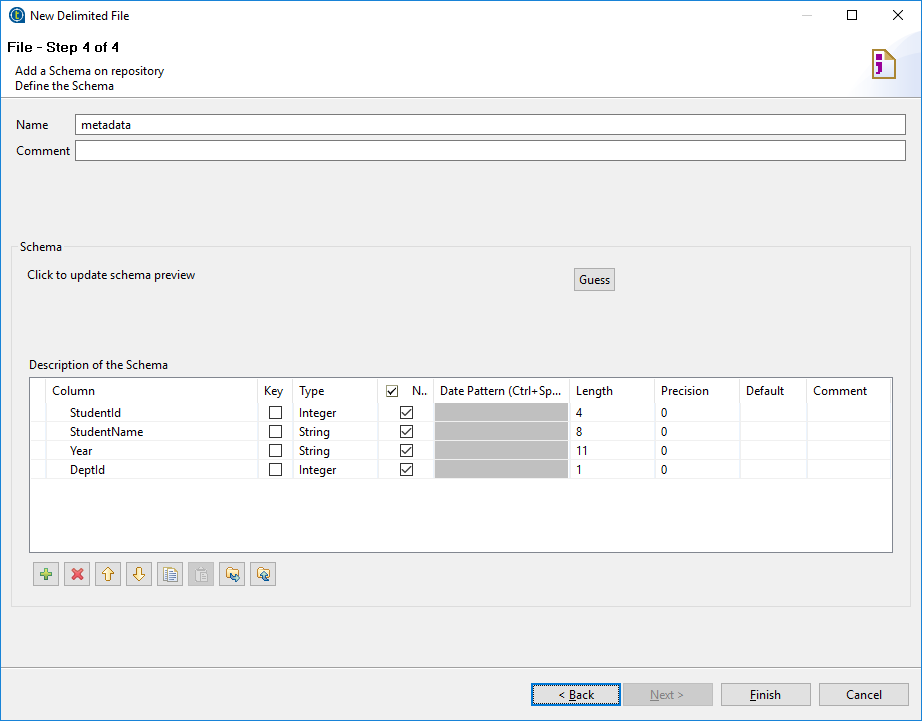 New Delimited File
File - Step 4 of 4
Add a Schema on repository
Define the Schema
Name metadata
Comment
Schema
Click to update schema preview Guess
Description of the Schema
Column Key Type N.. Date Pattern (Ctrl+Sp... Length Precision Default Comment
StudentId Integer 4 0
StudentName String 8 0
Year String 11 0
DeptId Integer 1 0
< Back Next > Finish Cancel